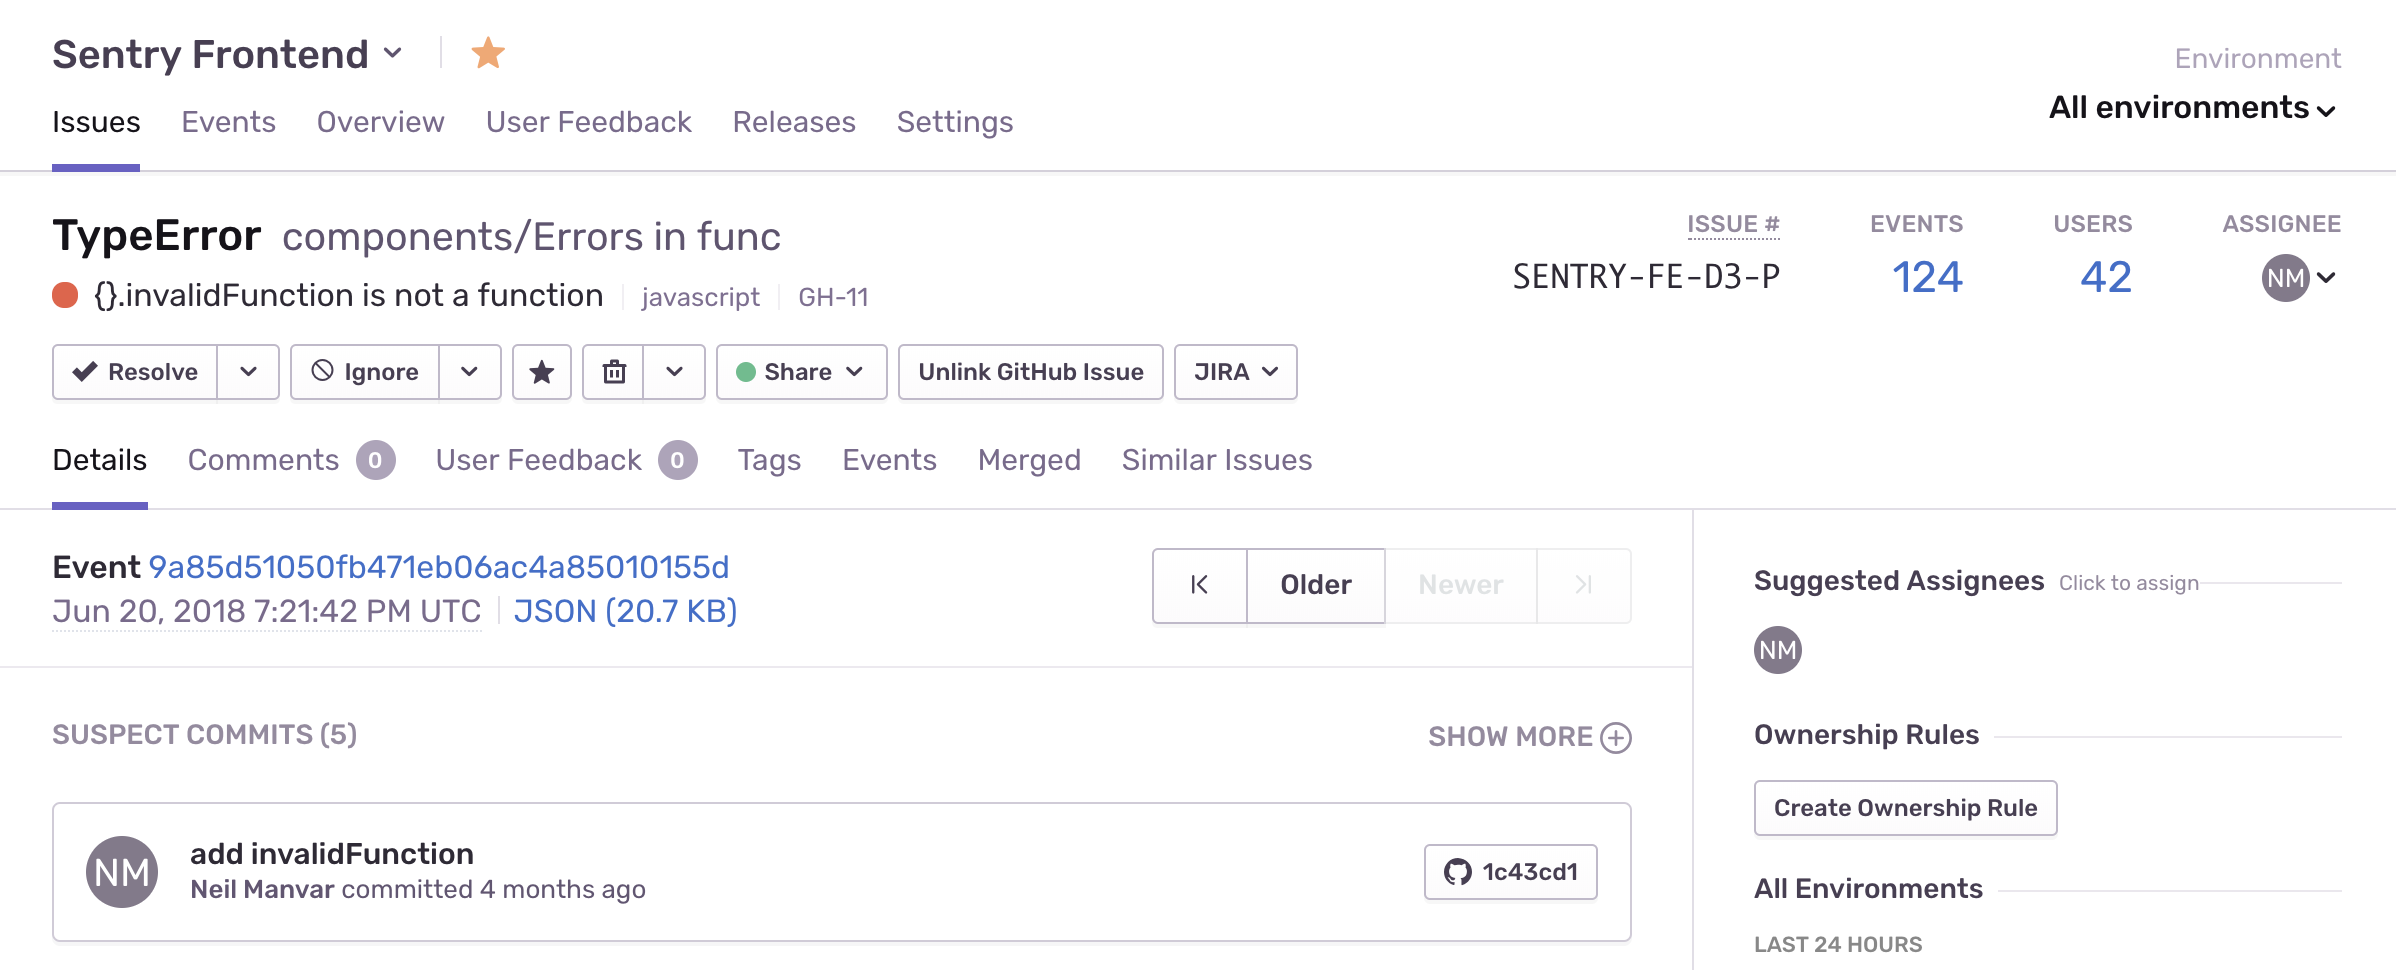 Sentry Frontend
Environment
All environments
Issues Events Overview User Feedback Releases Settings
TypeError components/Errors in func
ISSUE # EVENTS USERS ASSIGNEE
{}.invalidFunction is not a function javascript GH-11
SENTRY-FE-D3-P 124 42 NM
Resolve Ignore Share Unlink GitHub Issue JIRA
Details Comments 0 User Feedback 0 Tags Events Merged Similar Issues
Event 9a85d51050fb471eb06ac4a85010155d
Jun 20, 2018 7:21:42 PM UTC JSON (20.7 KB)
Older Newer
SUSPECT COMMITS (5) SHOW MORE
NM
add invalidFunction
Neil Manvar committed 4 months ago
1c43cd1
Suggested Assignees Click to assign
NM
Ownership Rules
Create Ownership Rule
All Environments
LAST 24 HOURS